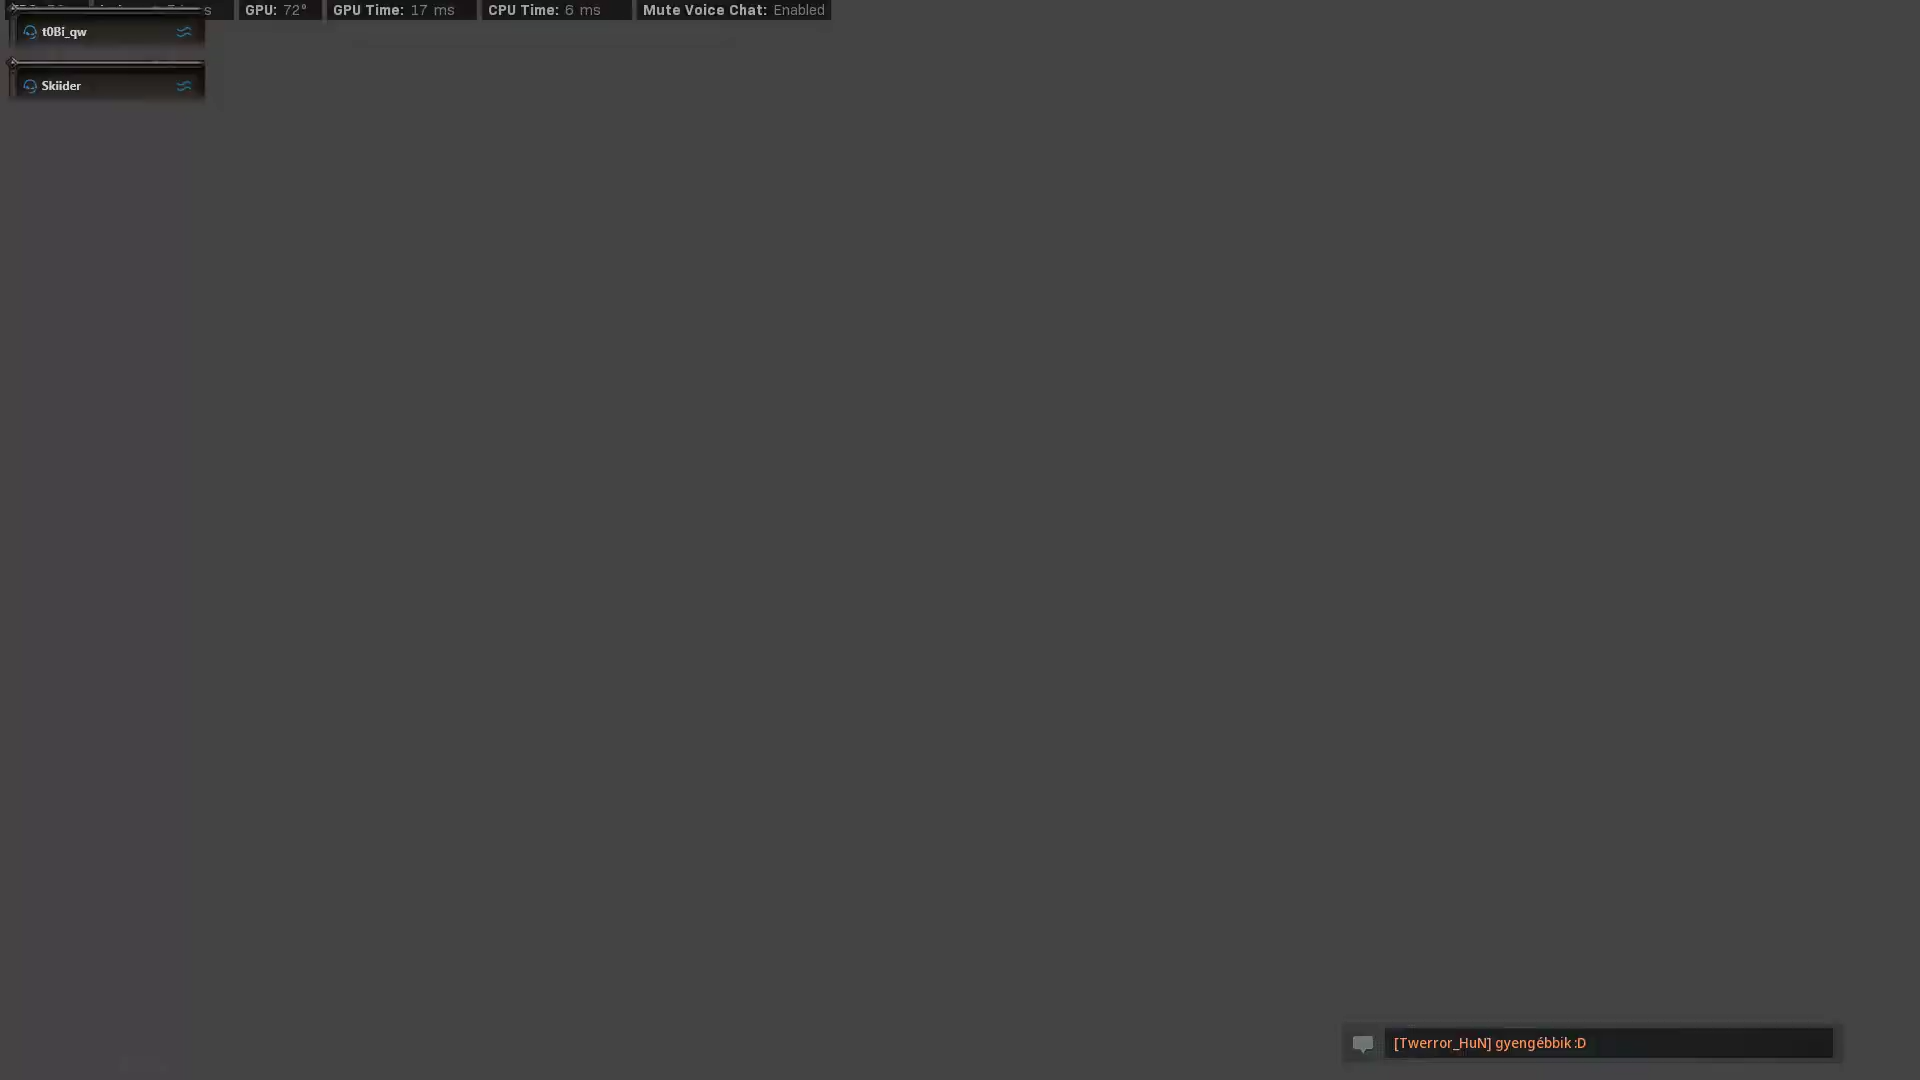 GPU: 72° GPU Time: 17 ms CPU Time: 6 ms Mute Voice Chat: Enabled
t0Bi_qw
Skiider
[Twerror_HuN] gyengébbik :D